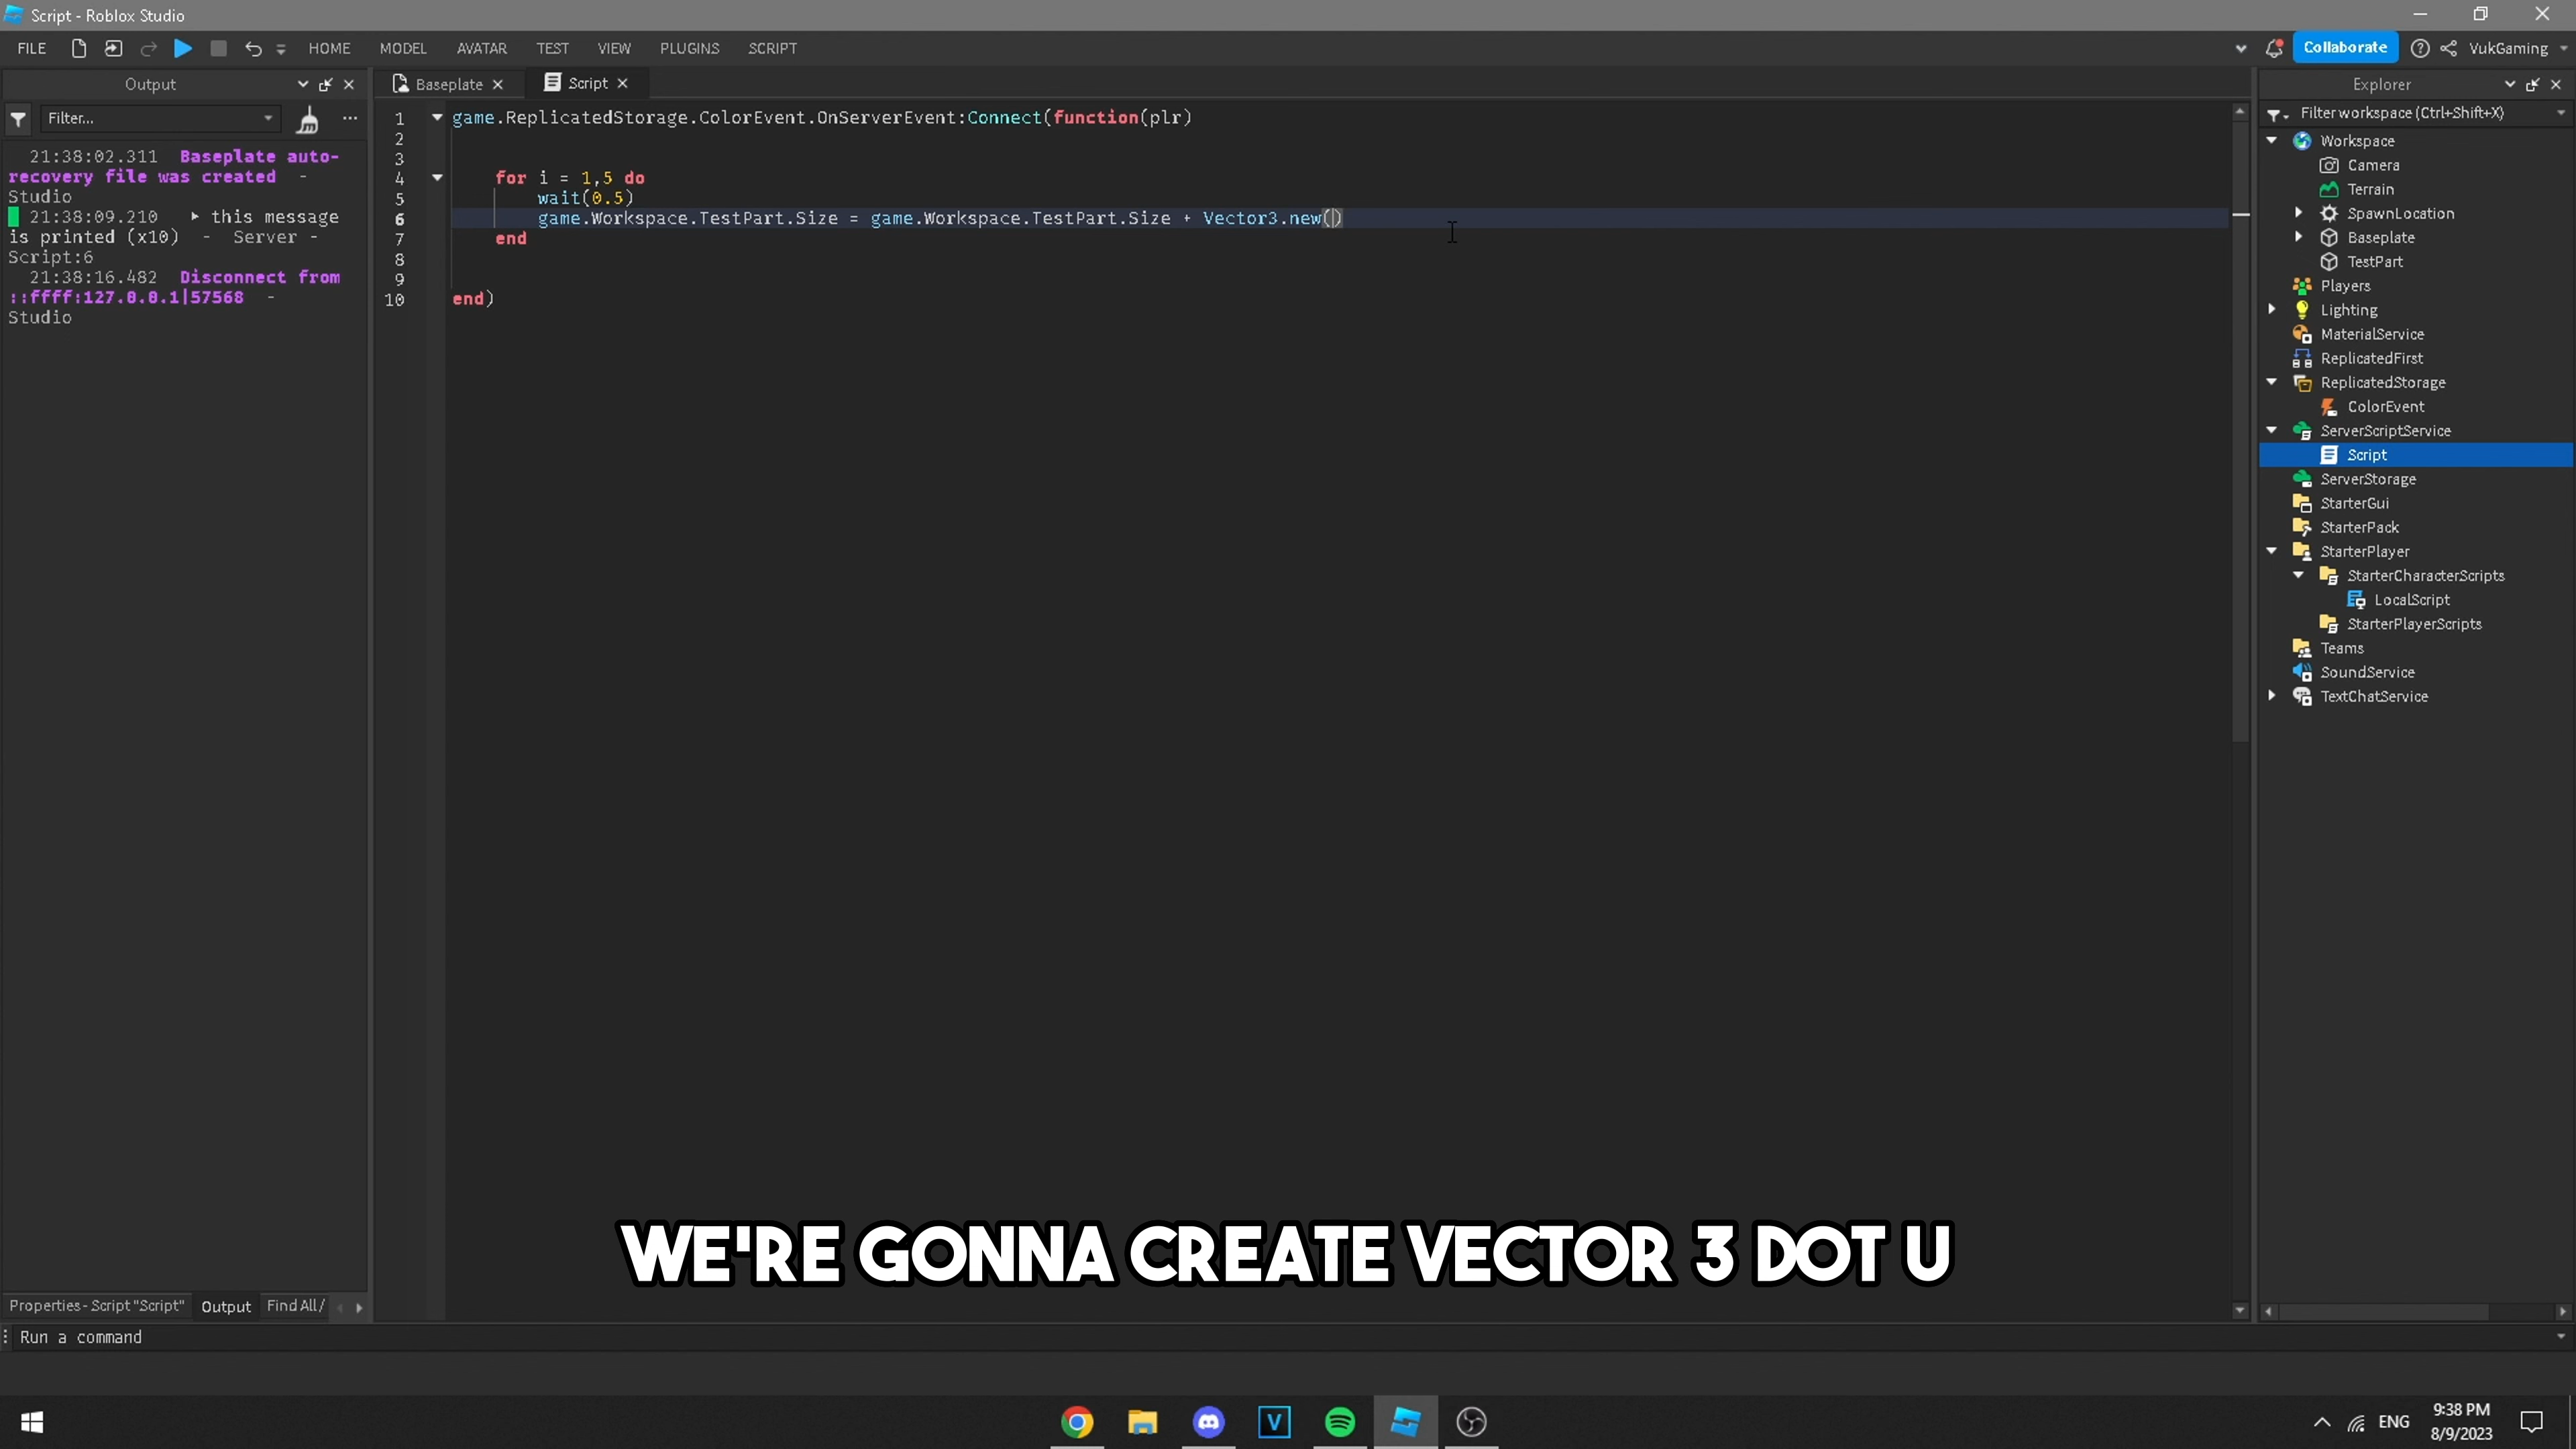 Script - Roblox Studio
FILE HOME MODEL AVATAR TEST VIEW PLUGINS SCRIPT Collaborate VukGaming
Output
Filter...
21:38:02.311 Baseplate auto-
recovery file was created -
Studio
21:38:09.210 ▶ this message
is printed (x10) - Server -
Script:6
21:38:16.482 Disconnect from
::ffff:127.0.0.1|57568 -
Studio
Baseplate Script
1 game.ReplicatedStorage.ColorEvent.OnServerEvent:Connect(function(plr)
2
3
4 for i = 1,5 do
5 wait(0.5)
6 game.Workspace.TestPart.Size = game.Workspace.TestPart.Size + Vector3.new()
7 end
8
9
10 end)
Explorer
Filter workspace (Ctrl+Shift+X)
Workspace
Camera
Terrain
SpawnLocation
Baseplate
TestPart
Players
Lighting
MaterialService
ReplicatedFirst
ReplicatedStorage
ColorEvent
ServerScriptService
Script
ServerStorage
StarterGui
StarterPack
StarterPlayer
StarterCharacterScripts
LocalScript
StarterPlayerScripts
Teams
SoundService
TextChatService
WE'RE GONNA CREATE VECTOR 3 DOT U
Properties - Script "Script" Output Find All /
Run a command
V
ENG
9:38 PM
8/9/2023